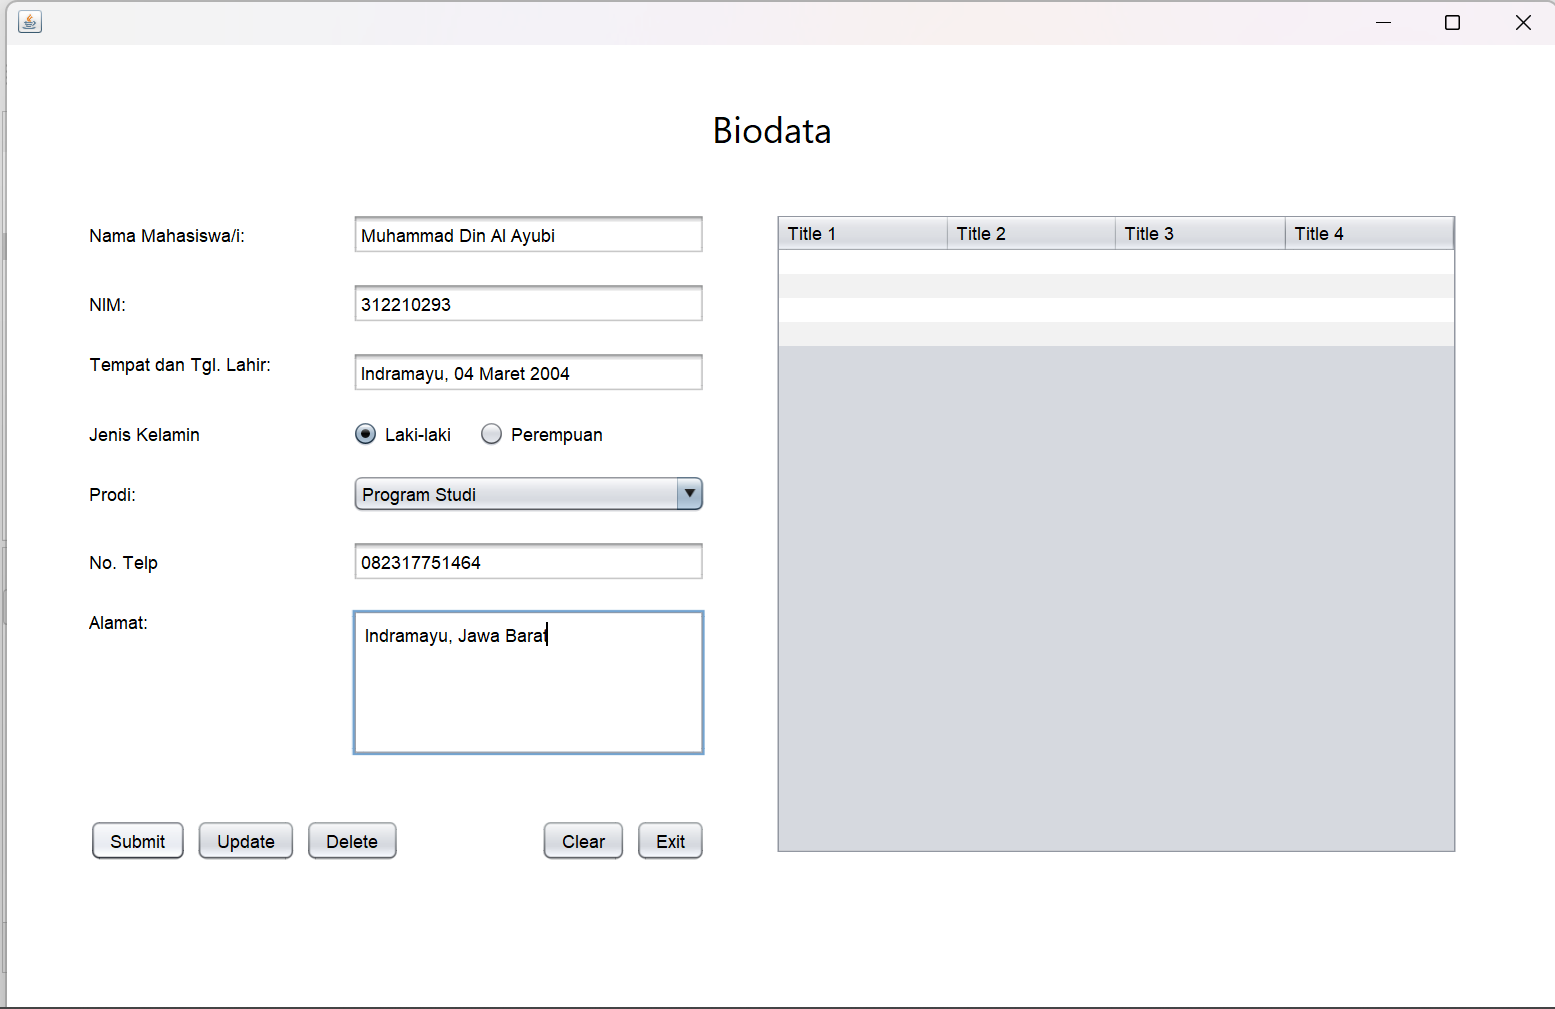 Biodata
Nama Mahasiswa/i: Muhammad Din Al Ayubi
NIM: 312210293
Tempat dan Tgl. Lahir: Indramayu, 04 Maret 2004
Jenis Kelamin Laki-laki Perempuan
Prodi: Program Studi
No. Telp 082317751464
Alamat: Indramayu, Jawa Barat
Submit Update Delete Clear Exit
Title 1 Title 2 Title 3 Title 4